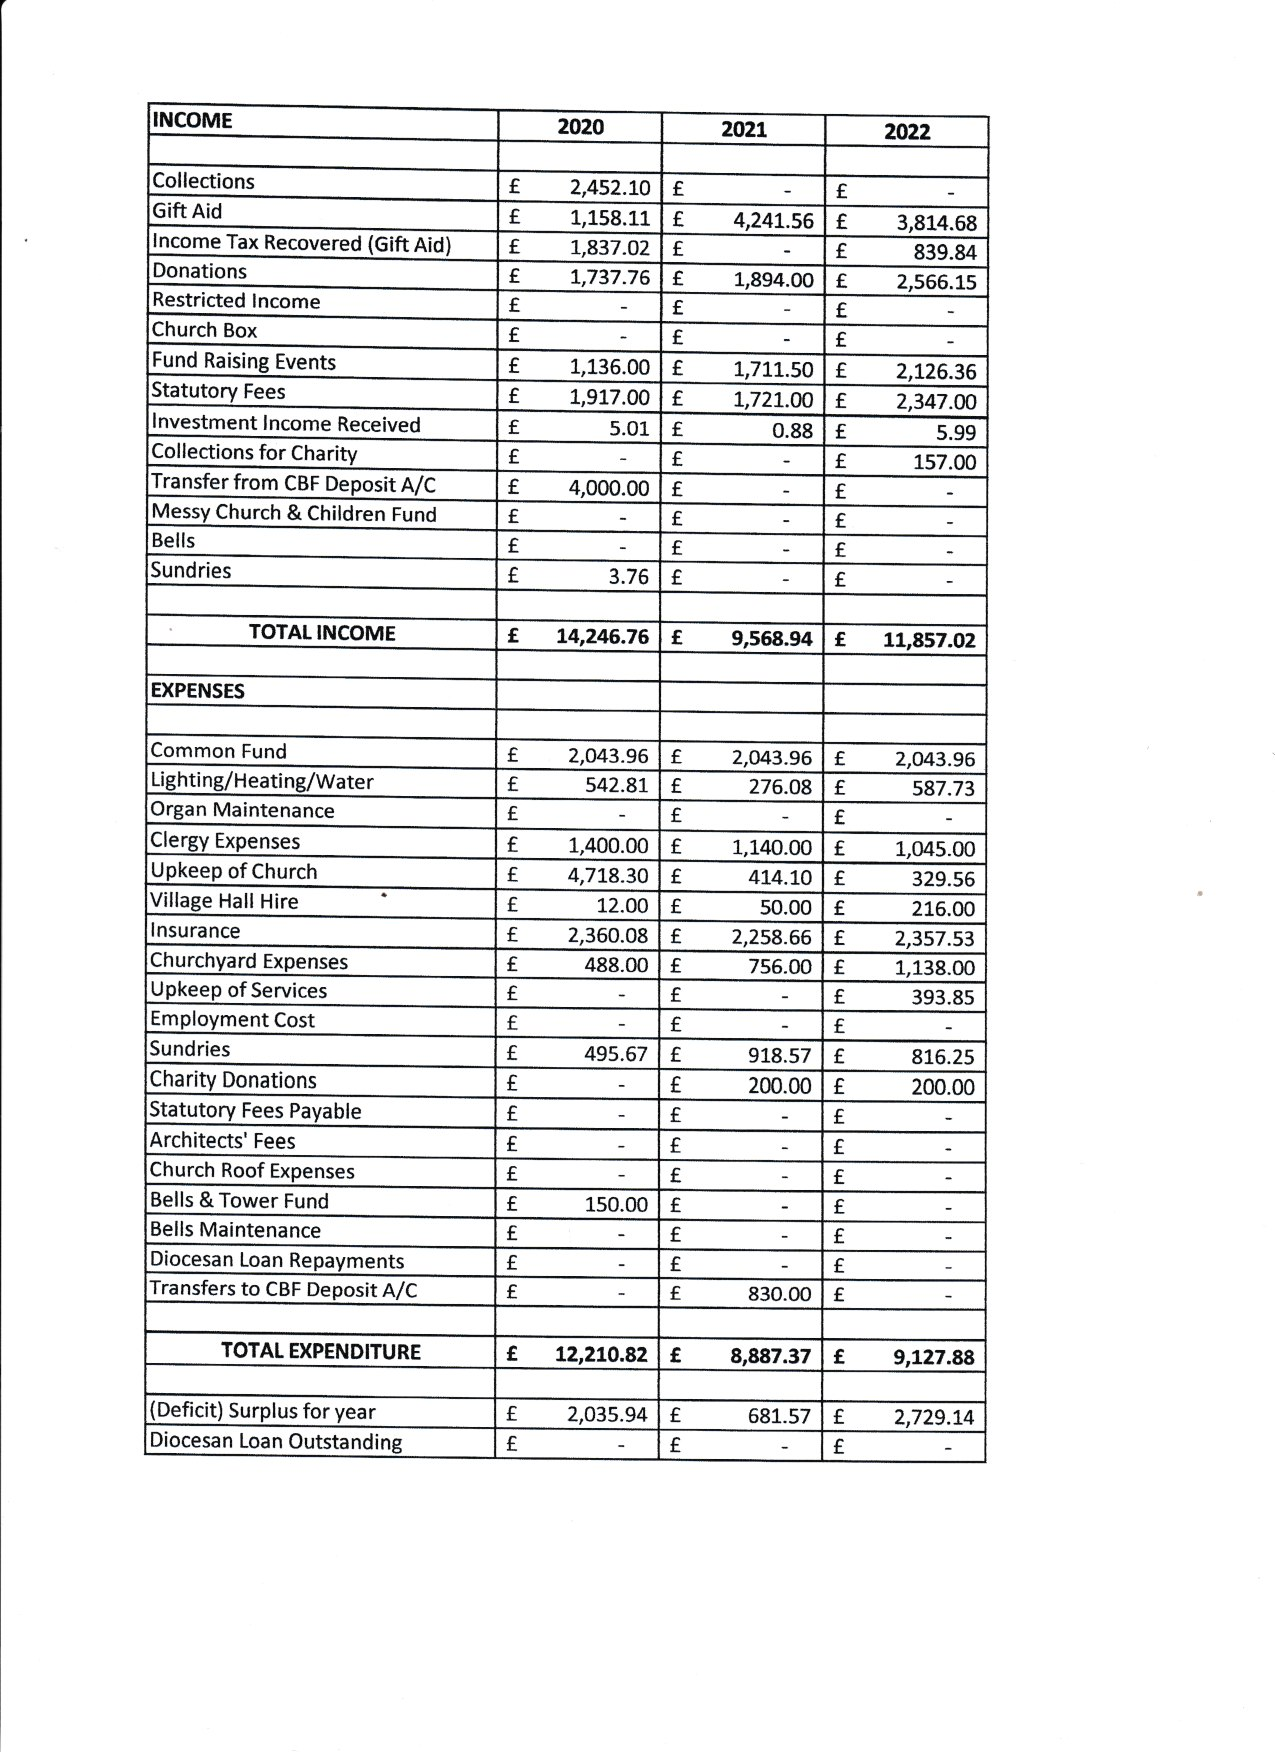 INCOME 2020 2021 2022
Collections £ 2,452.10 £ - £ -
Gift Aid £ 1,158.11 £ 4,241.56 £ 3,814.68
Income Tax Recovered (Gift Aid) £ 1,837.02 £ - £ 839.84
Donations £ 1,737.76 £ 1,894.00 £ 2,566.15
Restricted Income £ - £ - £ -
Church Box £ - £ - £ -
Fund Raising Events £ 1,136.00 £ 1,711.50 £ 2,126.36
Statutory Fees £ 1,917.00 £ 1,721.00 £ 2,347.00
Investment Income Received £ 5.01 £ 0.88 £ 5.99
Collections for Charity £ - £ - £ 157.00
Transfer from CBF Deposit A/C £ 4,000.00 £ - £ -
Messy Church & Children Fund £ - £ - £ -
Bells £ - £ - £ -
Sundries £ 3.76 £ - £ -
TOTAL INCOME £ 14,246.76 £ 9,568.94 £ 11,857.02
EXPENSES
Common Fund £ 2,043.96 £ 2,043.96 £ 2,043.96
Lighting/Heating/Water £ 542.81 £ 276.08 £ 587.73
Organ Maintenance £ - £ - £ -
Clergy Expenses £ 1,400.00 £ 1,140.00 £ 1,045.00
Upkeep of Church £ 4,718.30 £ 414.10 £ 329.56
Village Hall Hire £ 12.00 £ 50.00 £ 216.00
Insurance £ 2,360.08 £ 2,258.66 £ 2,357.53
Churchyard Expenses £ 488.00 £ 756.00 £ 1,138.00
Upkeep of Services £ - £ - £ 393.85
Employment Cost £ - £ - £ -
Sundries £ 495.67 £ 918.57 £ 816.25
Charity Donations £ - £ 200.00 £ 200.00
Statutory Fees Payable £ - £ - £ -
Architects' Fees £ - £ - £ -
Church Roof Expenses £ - £ - £ -
Bells & Tower Fund £ 150.00 £ - £ -
Bells Maintenance £ - £ - £ -
Diocesan Loan Repayments £ - £ - £ -
Transfers to CBF Deposit A/C £ - £ 830.00 £ -
TOTAL EXPENDITURE £ 12,210.82 £ 8,887.37 £ 9,127.88
(Deficit) Surplus for year £ 2,035.94 £ 681.57 £ 2,729.14
Diocesan Loan Outstanding £ - £ - £ -